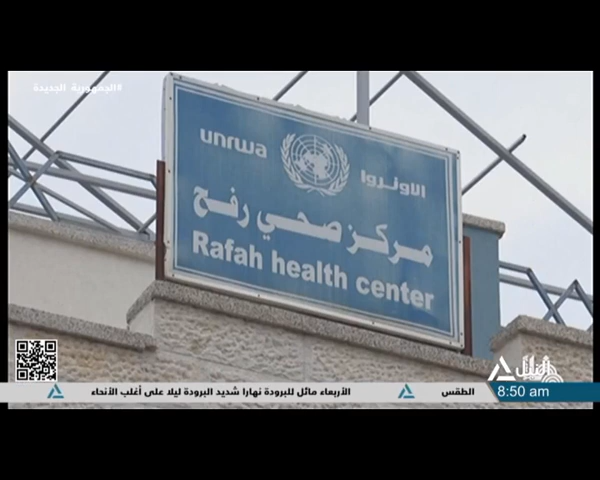 #الجمهورية الجديدة
unrwa
الاونروا
مركز صحي رفح
Rafah health center
الطقس
الأربعاء مائل للبرودة نهارا شديد البرودة ليلا على أغلب الأنحاء
8:50 am